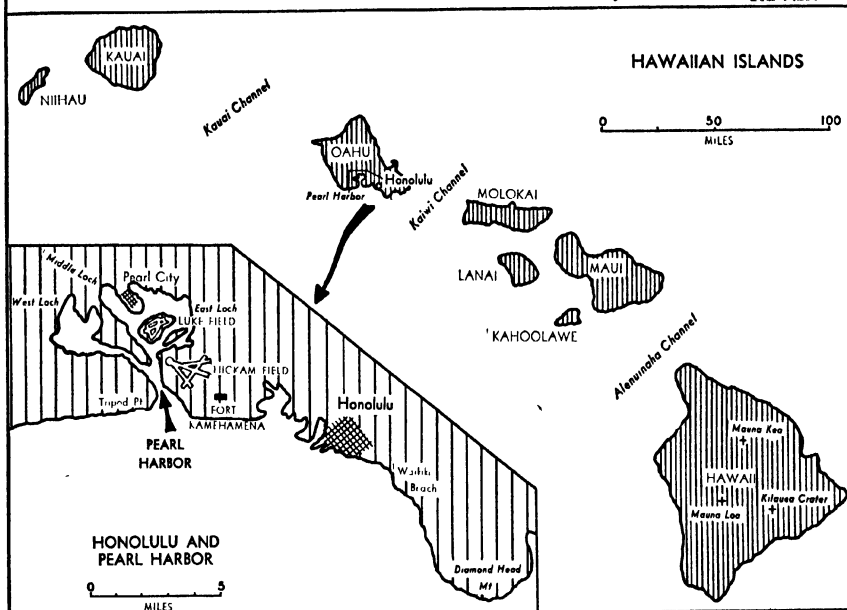 HAWAIIAN ISLANDS
0 50 100
MILES
KAUAI
NIIHAU
Kauai Channel
OAHU
Honolulu
Pearl Harbor
Kaiwi Channel
MOLOKAI
LANAI
MAUI
'KAHOOLAWE
Alenuihaha Channel
Mauna Kea
HAWAII
Mauna Loa
Kilauea Crater
Middle Loch
Pearl City
West Loch
East Loch
LUKE FIELD
HICKAM FIELD
Tripod Pt
FORT
KAMEHAMENA
PEARL
HARBOR
Honolulu
Waikiki
Beach
Diamond Head
Mt
HONOLULU AND
PEARL HARBOR
0 5
MILES